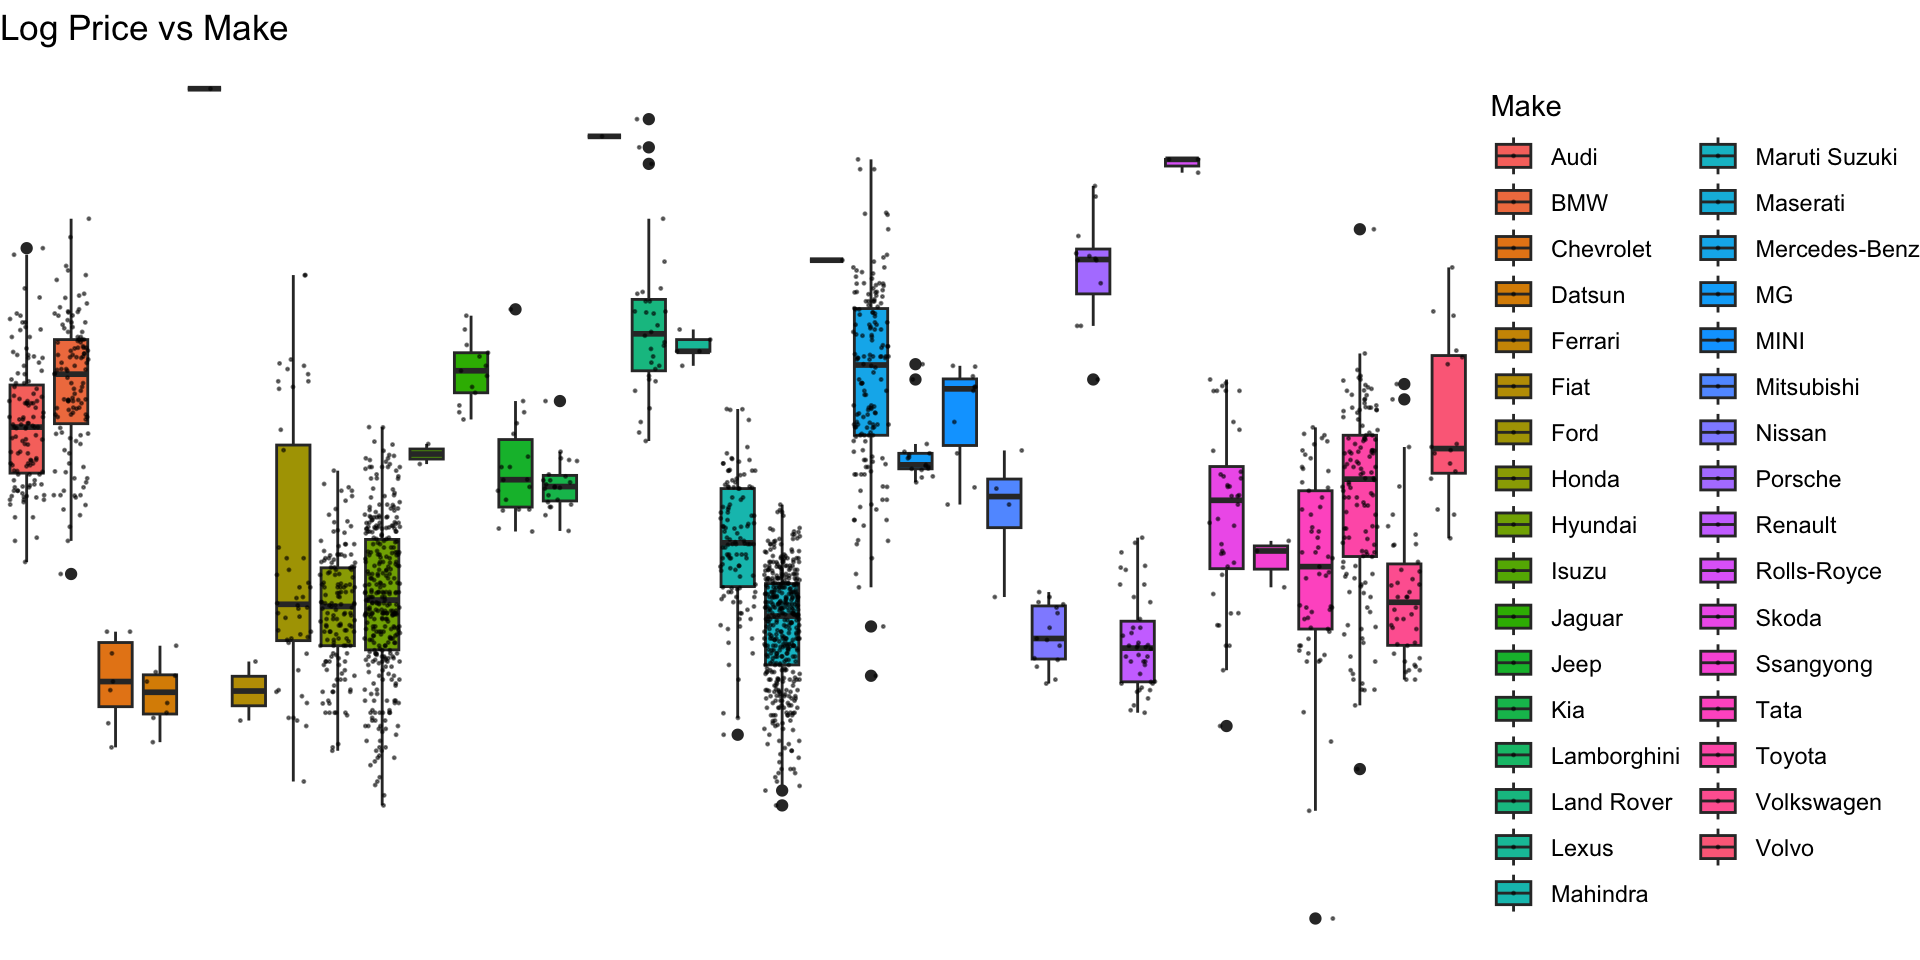 Log Price vs Make
Make
Audi
BMW
Chevrolet
Datsun
Ferrari
Fiat
Ford
Honda
Hyundai
Isuzu
Jaguar
Jeep
Kia
Lamborghini
Land Rover
Lexus
Mahindra
Maruti Suzuki
Maserati
Mercedes-Benz
MG
MINI
Mitsubishi
Nissan
Porsche
Renault
Rolls-Royce
Skoda
Ssangyong
Tata
Toyota
Volkswagen
Volvo